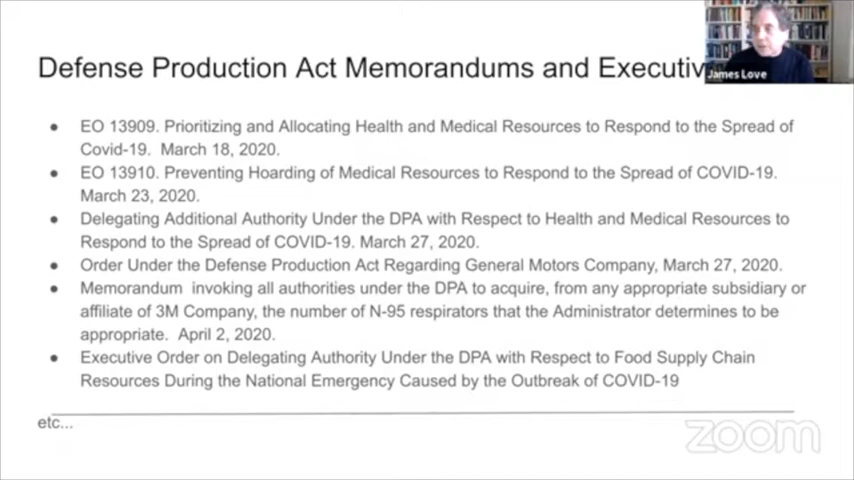 Defense Production Act Memorandums and Executiv
James Love
● EO 13909. Prioritizing and Allocating Health and Medical Resources to Respond to the Spread of
Covid-19. March 18, 2020.
● EO 13910. Preventing Hoarding of Medical Resources to Respond to the Spread of COVID-19.
March 23, 2020.
● Delegating Additional Authority Under the DPA with Respect to Health and Medical Resources to
Respond to the Spread of COVID-19. March 27, 2020.
● Order Under the Defense Production Act Regarding General Motors Company, March 27, 2020.
● Memorandum invoking all authorities under the DPA to acquire, from any appropriate subsidiary or
affiliate of 3M Company, the number of N-95 respirators that the Administrator determines to be
appropriate. April 2, 2020.
● Executive Order on Delegating Authority Under the DPA with Respect to Food Supply Chain
Resources During the National Emergency Caused by the Outbreak of COVID-19
etc...
zoom